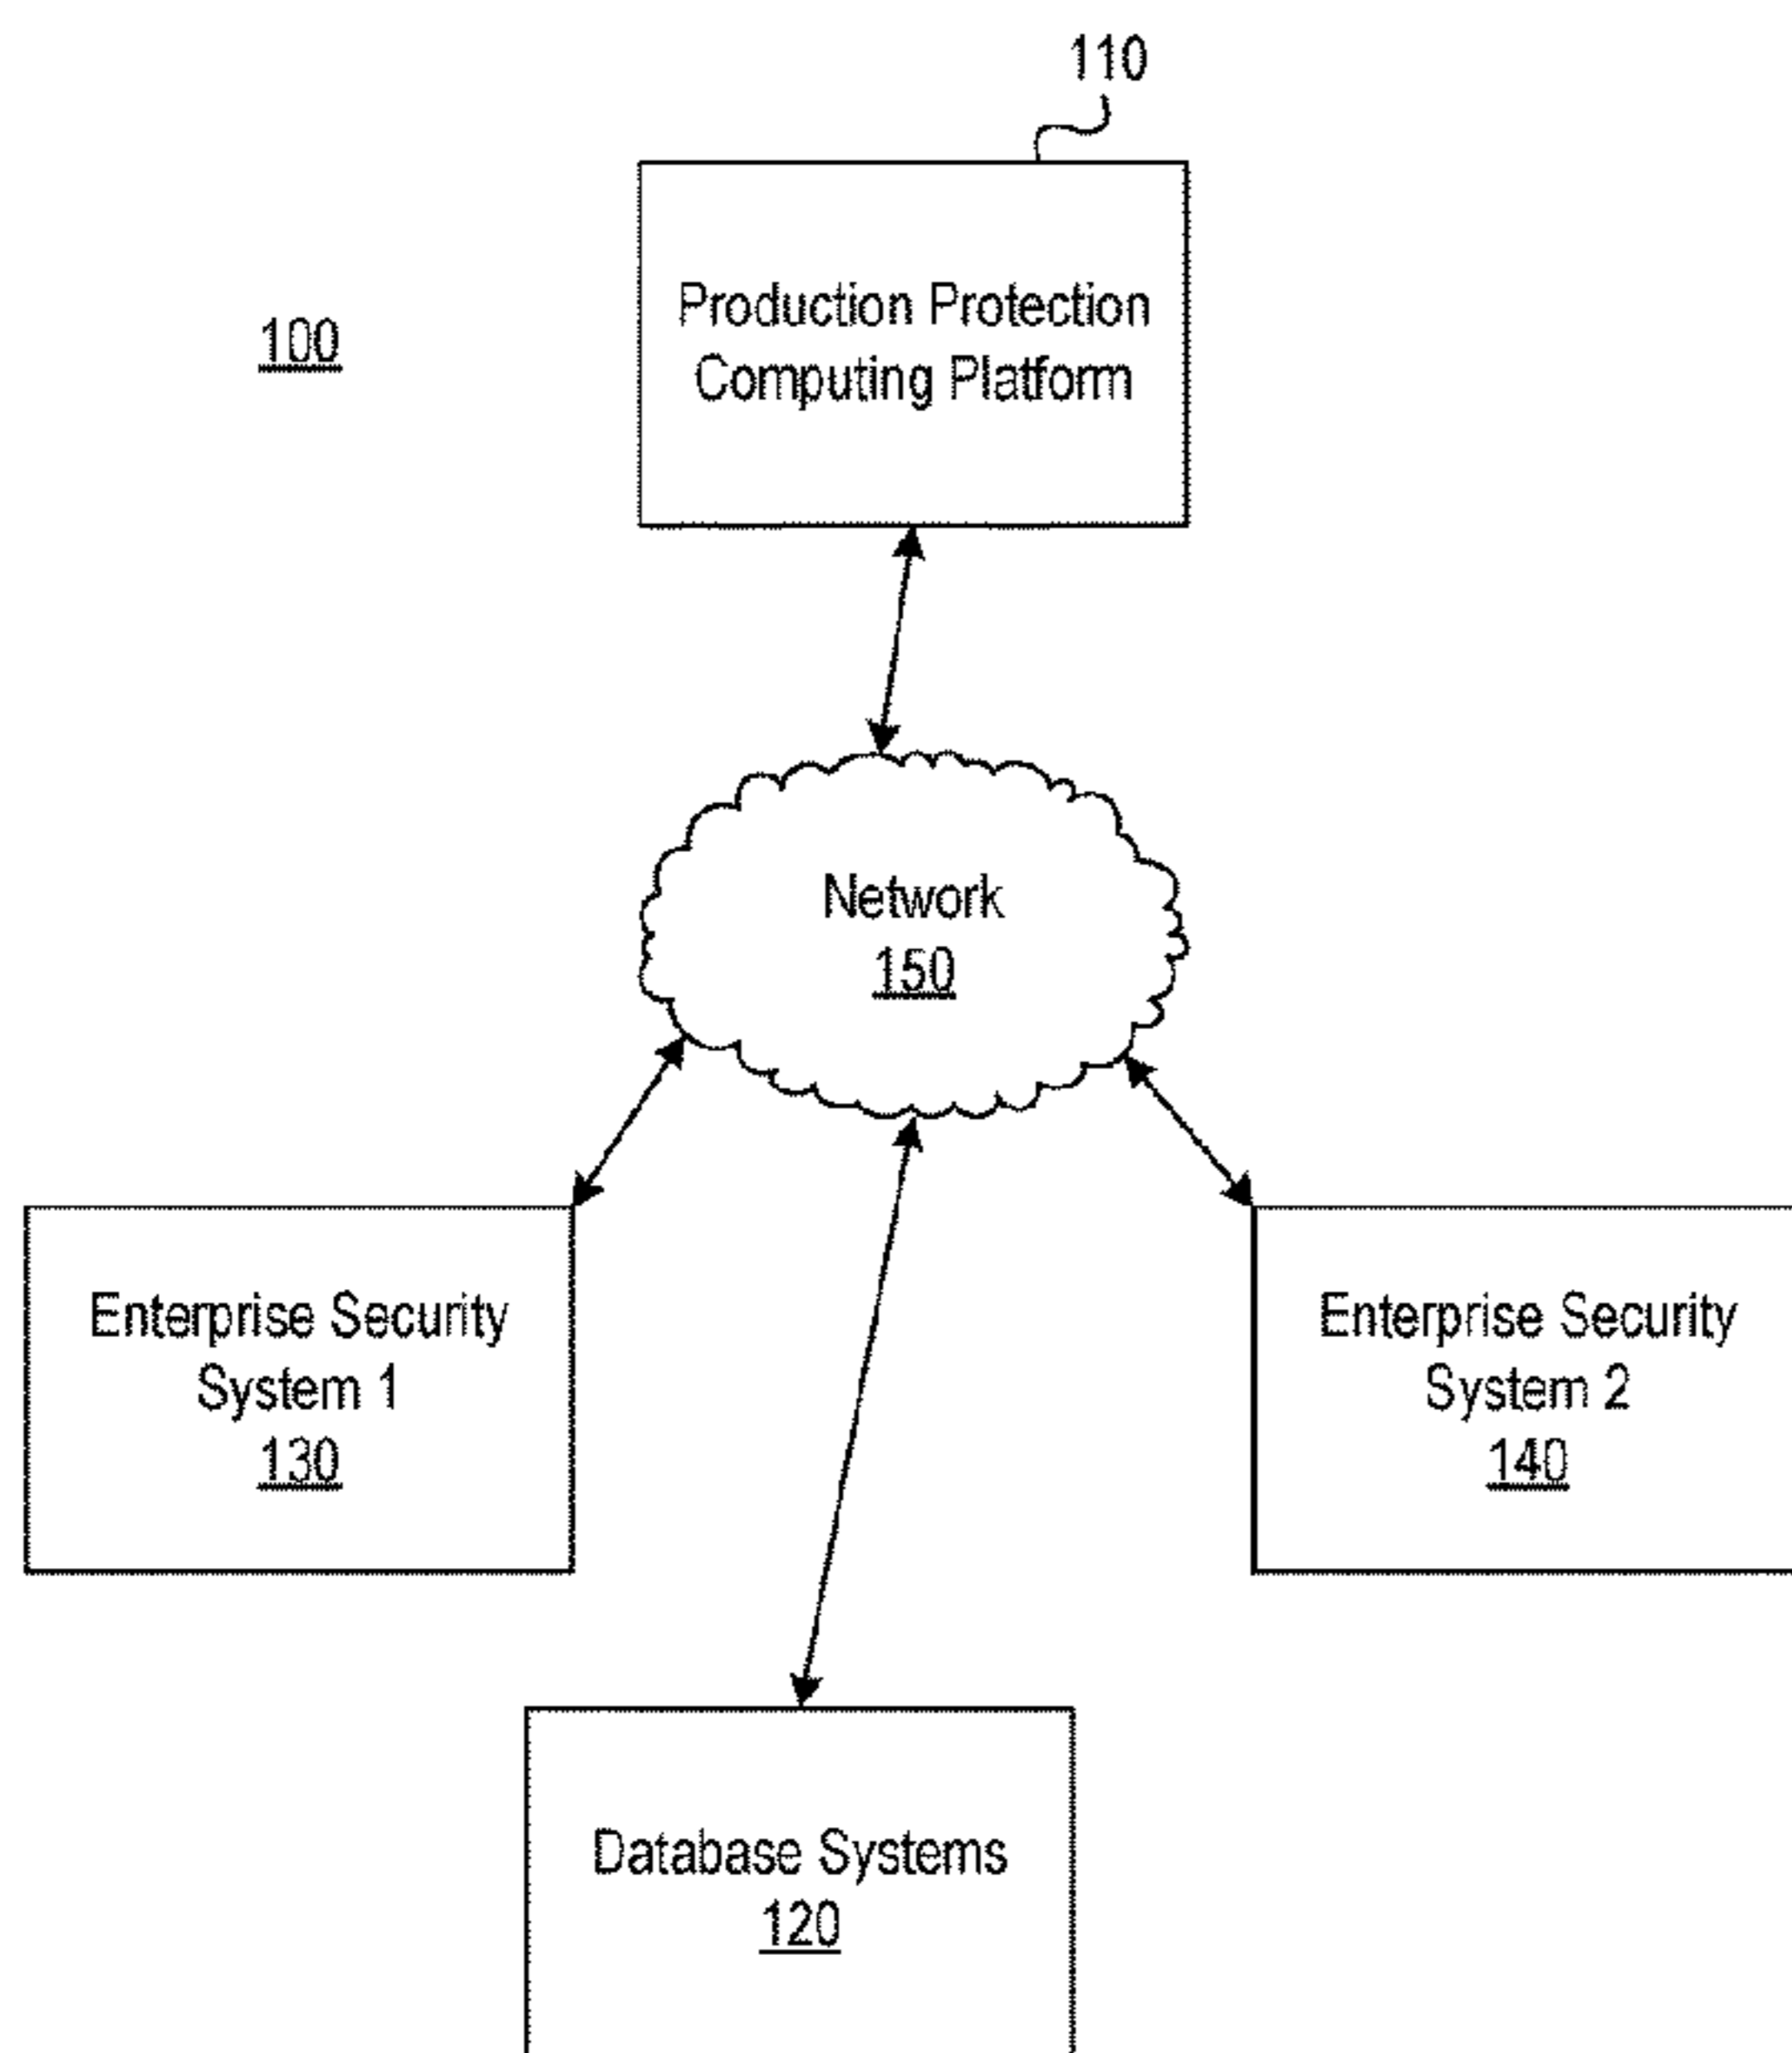 110
100
Production Protection
Computing Platform
Network
150
Enterprise Security
System 1
130
Enterprise Security
System 2
140
Database Systems
120